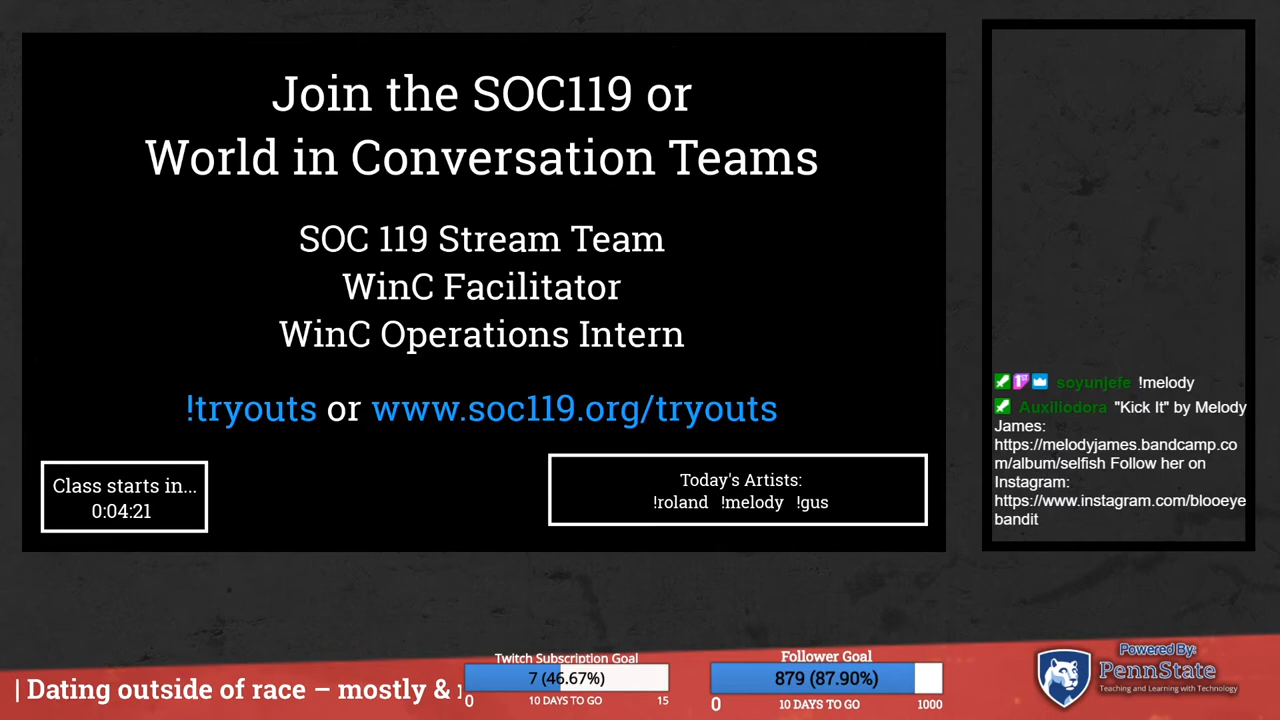 Join the SOC119 or
World in Conversation Teams
SOC 119 Stream Team
WinC Facilitator
WinC Operations Intern
!tryouts or www.soc119.org/tryouts
Class starts in...
0:04:21
Today's Artists:
!roland !melody !gus
soyunjefe !melody
Auxiliodora "Kick It" by Melody
James:
https://melodyjames.bandcamp.co
m/album/selfish Follow her on
Instagram:
https://www.instagram.com/blooeye
bandit
| Dating outside of race – mostly &
Twitch Subscription Goal
7 (46.67%)
0 10 DAYS TO GO 15
Follower Goal
879 (87.90%)
0 10 DAYS TO GO 1000
Powered By:
PennState
Teaching and Learning with Technology